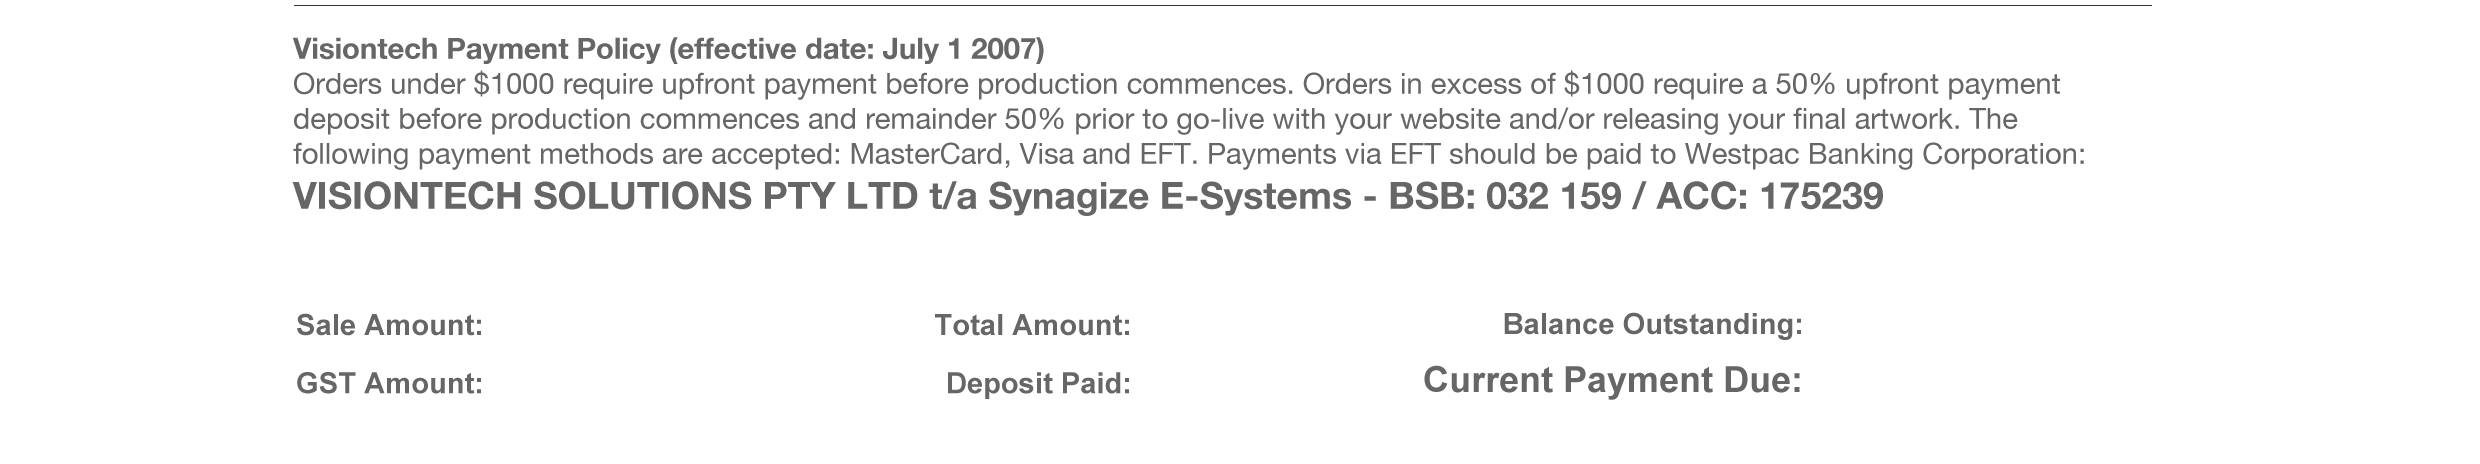 Visiontech Payment Policy (effective date: July 1 2007)
Orders under $1000 require upfront payment before production commences. Orders in excess of $1000 require a 50% upfront payment
deposit before production commences and remainder 50% prior to go-live with your website and/or releasing your final artwork. The
following payment methods are accepted: MasterCard, Visa and EFT. Payments via EFT should be paid to Westpac Banking Corporation:
VISIONTECH SOLUTIONS PTY LTD t/a Synagize E-Systems - BSB: 032 159 / ACC: 175239
Sale Amount: Total Amount: Balance Outstanding:
GST Amount: Deposit Paid: Current Payment Due: